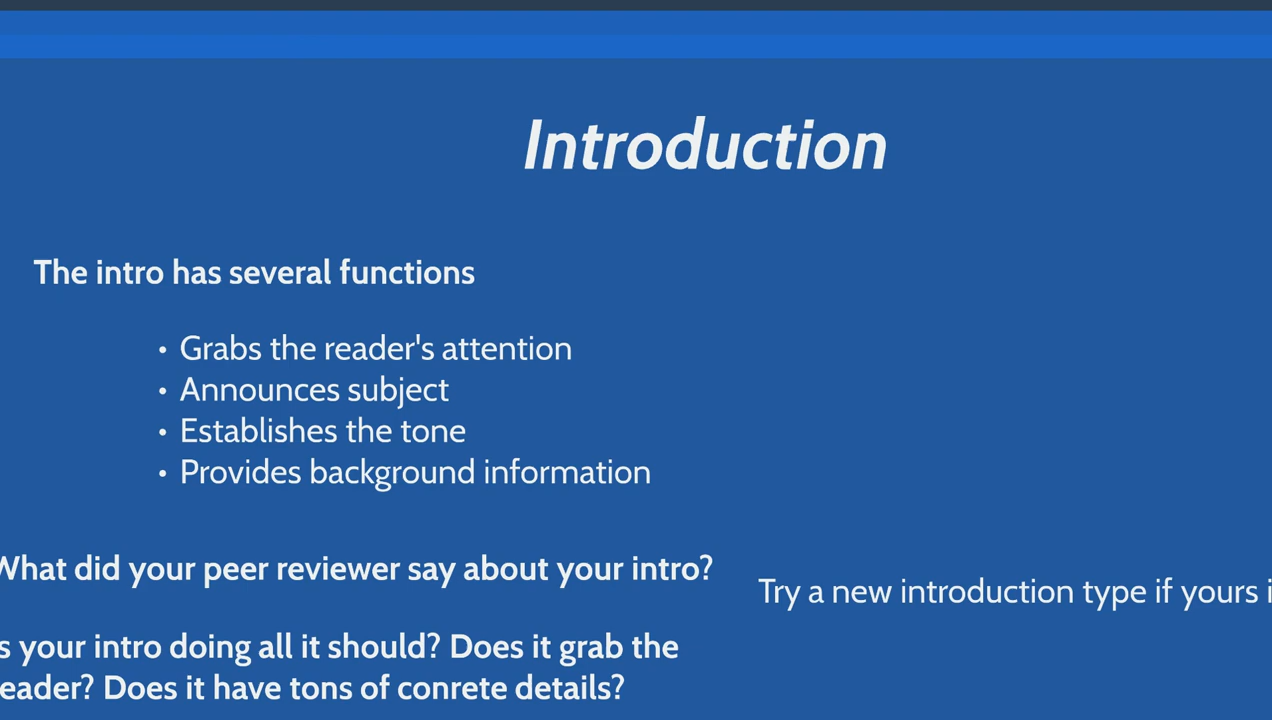 Introduction
The intro has several functions
• Grabs the reader's attention
• Announces subject
• Establishes the tone
• Provides background information
What did your peer reviewer say about your intro?
Try a new introduction type if yours i
s your intro doing all it should? Does it grab the
eader? Does it have tons of conrete details?